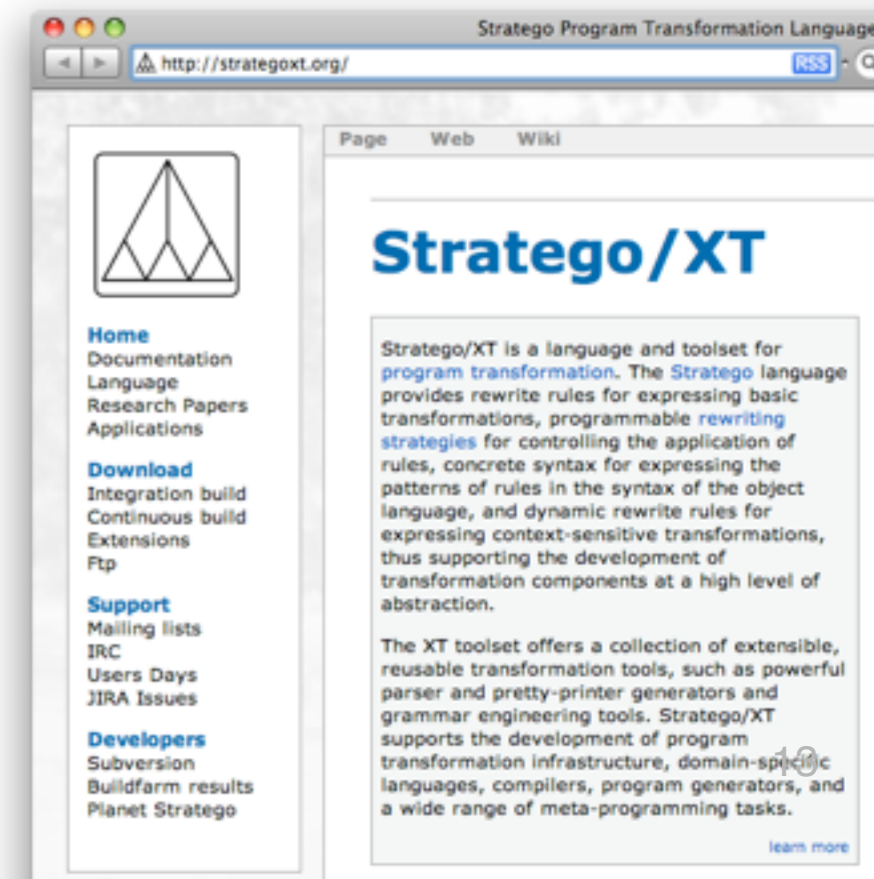 Stratego Program Transformation Language
http://strategoxt.org/
RSS
Page Web Wiki
Stratego/XT
Home
Documentation
Language
Research Papers
Applications
Download
Integration build
Continuous build
Extensions
Ftp
Support
Mailing lists
IRC
Users Days
JIRA Issues
Developers
Subversion
Buildfarm results
Planet Stratego
Stratego/XT is a language and toolset for
program transformation. The Stratego language
provides rewrite rules for expressing basic
transformations, programmable rewriting
strategies for controlling the application of
rules, concrete syntax for expressing the
patterns of rules in the syntax of the object
language, and dynamic rewrite rules for
expressing context-sensitive transformations,
thus supporting the development of
transformation components at a high level of
abstraction.
The XT toolset offers a collection of extensible,
reusable transformation tools, such as powerful
parser and pretty-printer generators and
grammar engineering tools. Stratego/XT
supports the development of program
transformation infrastructure, domain-specific
languages, compilers, program generators, and
a wide range of meta-programming tasks.
learn more